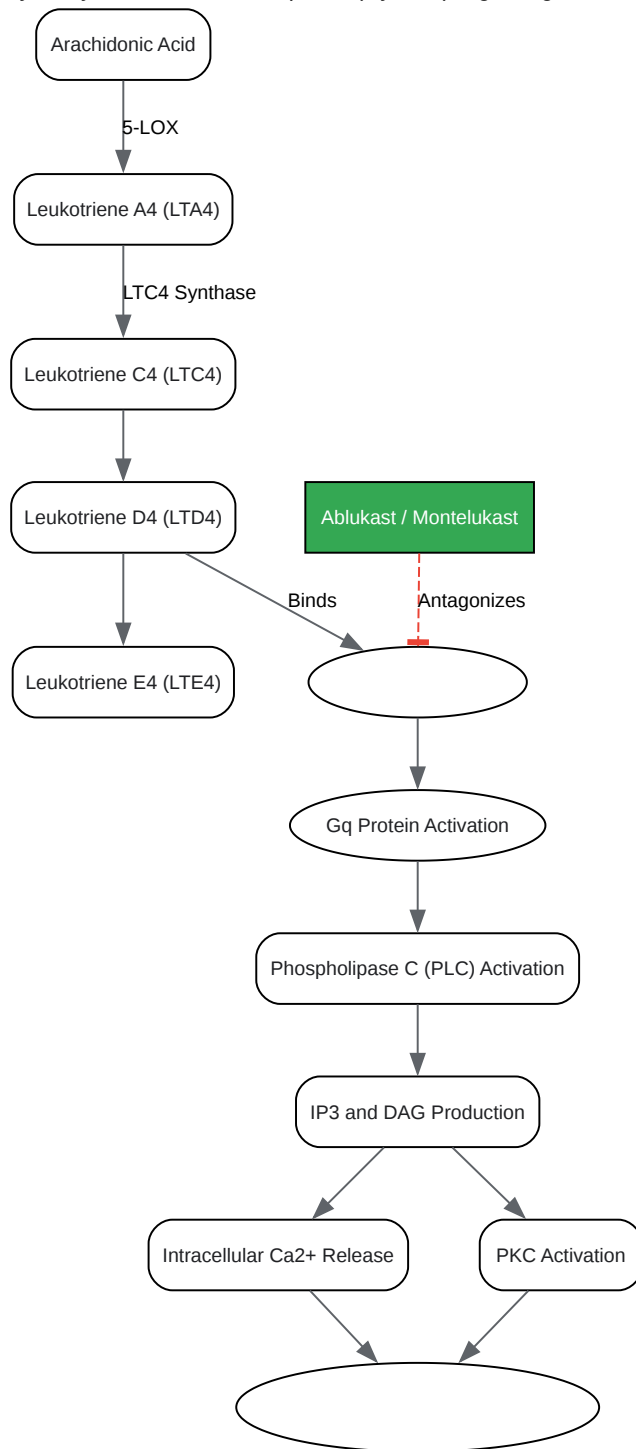 Arachidonic Acid
5-LOX
Leukotriene A4 (LTA4)
LTC4 Synthase
Leukotriene C4 (LTC4)
Leukotriene D4 (LTD4)
Ablukast / Montelukast
Binds
Antagonizes
Leukotriene E4 (LTE4)
Gq Protein Activation
Phospholipase C (PLC) Activation
IP3 and DAG Production
Intracellular Ca2+ Release
PKC Activation